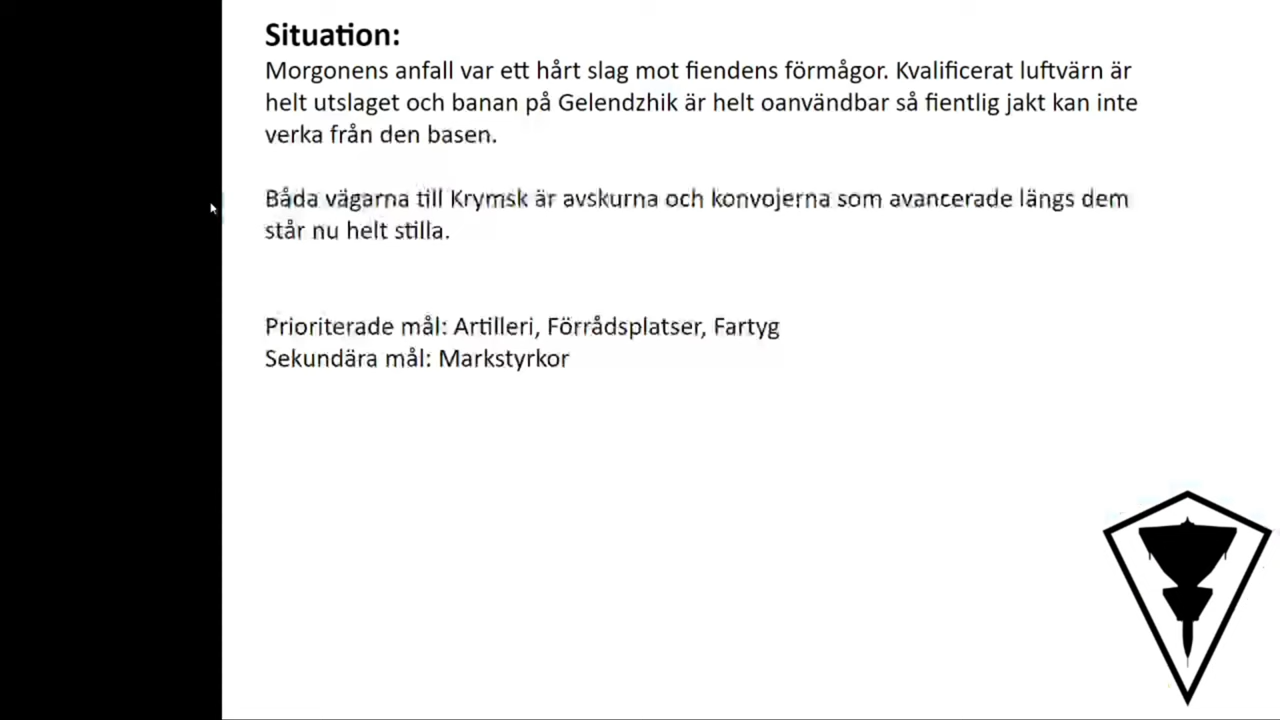 Situation:
Morgonens anfall var ett hårt slag mot fiendens förmågor. Kvalificerat luftvärn är
helt utslaget och banan på Gelendzhik är helt oanvändbar så fientlig jakt kan inte
verka från den basen.
Båda vägarna till Krymsk är avskurna och konvojerna som avancerade längs dem
står nu helt stilla.
Prioriterade mål: Artilleri, Förrådsplatser, Fartyg
Sekundära mål: Markstyrkor